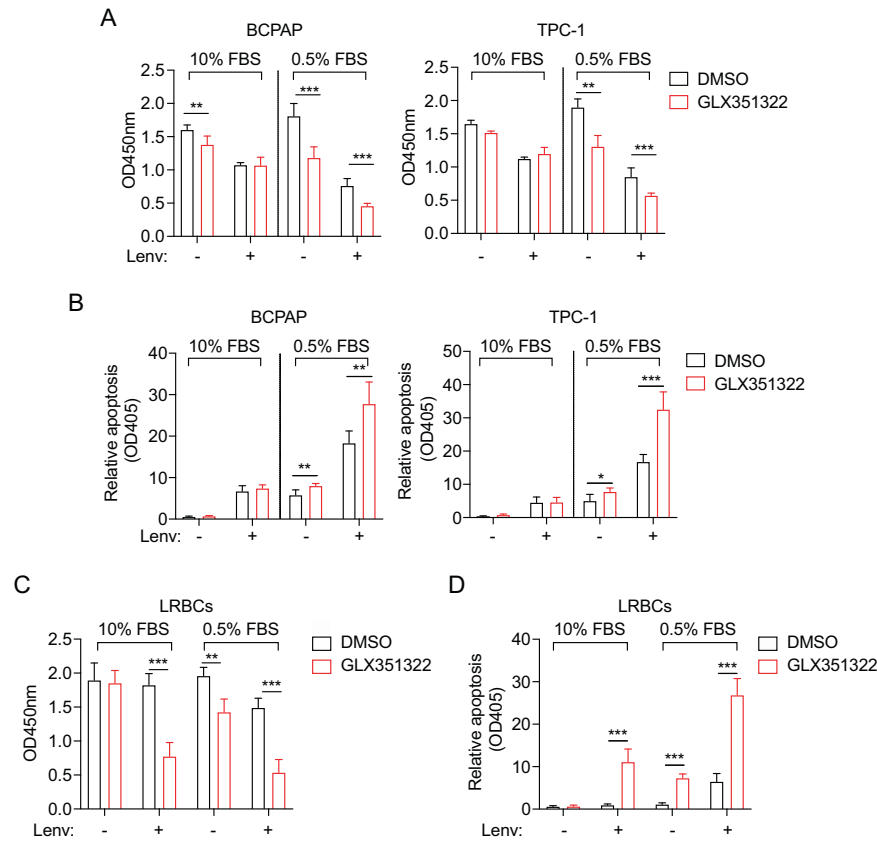 A
BCPAP
10% FBS
0.5% FBS
OD450nm
2.5
2.0
1.5
1.0
0.5
0.0
**
***
***
Lenv:
-
+
-
+
TPC-1
10% FBS
0.5% FBS
OD450nm
2.5
2.0
1.5
1.0
0.5
0.0
**
***
-
+
-
+
DMSO
GLX351322
B
BCPAP
10% FBS
0.5% FBS
Relative apoptosis
(OD405)
40
30
20
10
0
**
**
Lenv:
-
+
-
+
TPC-1
10% FBS
0.5% FBS
Relative apoptosis
(OD405)
50
40
30
20
10
0
*
***
-
+
-
+
DMSO
GLX351322
C
LRBCs
10% FBS
0.5% FBS
OD450nm
2.5
2.0
1.5
1.0
0.5
0.0
***
**
***
Lenv:
-
+
-
+
DMSO
GLX351322
D
LRBCs
10% FBS
0.5% FBS
Relative apoptosis
(OD405)
40
30
20
10
0
***
***
***
Lenv:
-
+
-
+
DMSO
GLX351322